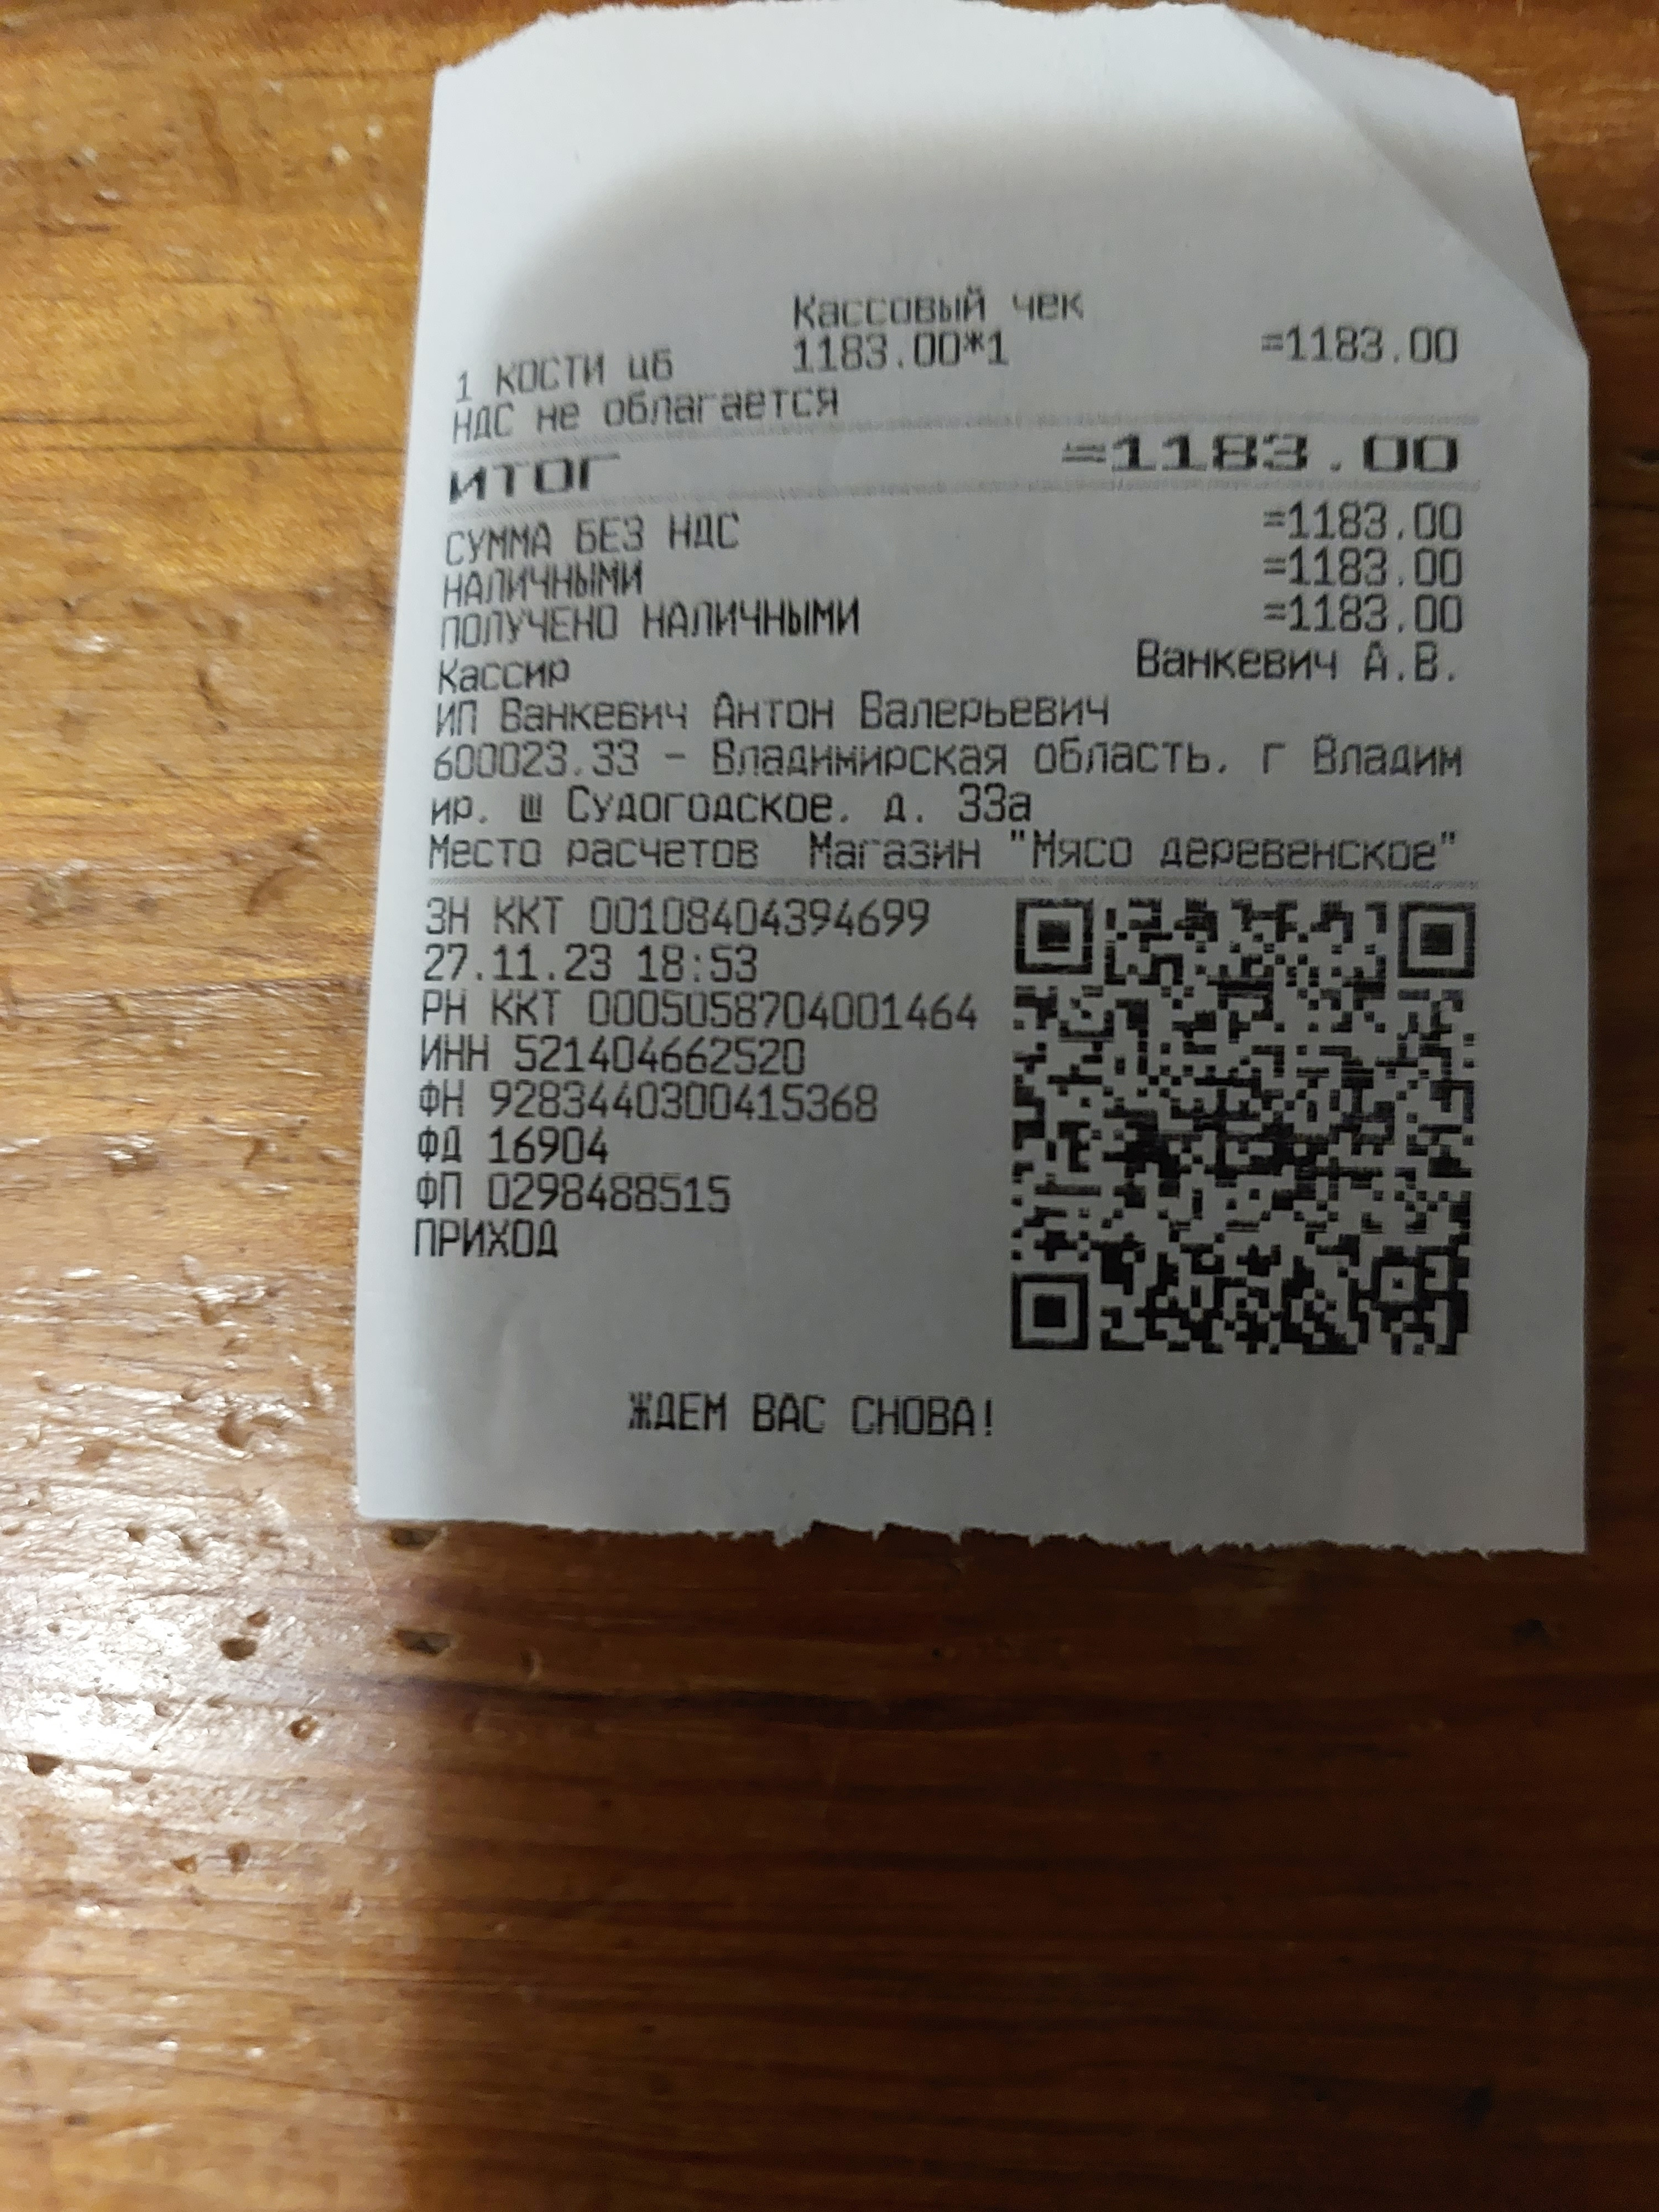 Кассовый чек
1 КОСТИ цБ 1183.00*1 =1183.00
НДС не облагается
ИТОГ =1183.00
СУММА БЕЗ НДС =1183.00
НАЛИЧНЫМИ =1183.00
ПОЛУЧЕНО НАЛИЧНЫМИ =1183.00
Кассир Ванкевич А.В.
ИП Ванкевич Антон Валерьевич
600023,33 - Владимирская область, г Владим
ир, ш Судогодское, д. 33а
Место расчетов Магазин "Мясо деревенское"
ЗН ККТ 00108404394699
27.11.23 18:53
РН ККТ 0005058704001464
ИНН 521404662520
ФН 9283440300415368
ФД 16904
ФП 0298488515
ПРИХОД
ЖДЕМ ВАС СНОВА!